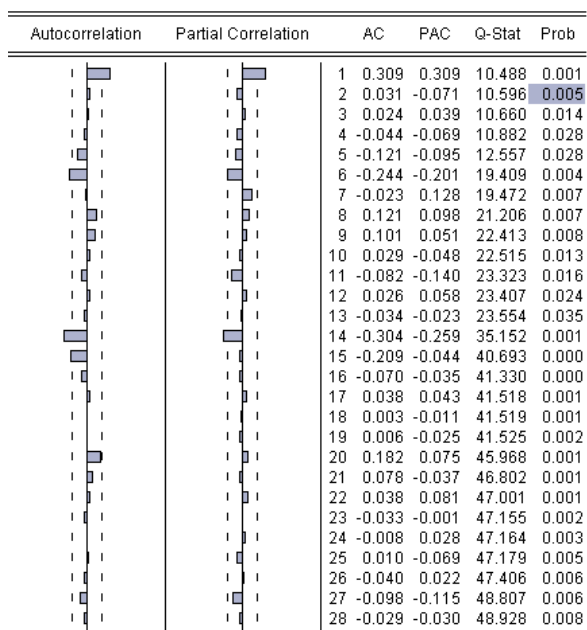 Autocorrelation Partial Correlation AC PAC Q-Stat Prob
1 0.309 0.309 10.488 0.001
2 0.031 -0.071 10.596 0.005
3 0.024 0.039 10.660 0.014
4 -0.044 -0.069 10.882 0.028
5 -0.121 -0.095 12.557 0.028
6 -0.244 -0.201 19.409 0.004
7 -0.023 0.128 19.472 0.007
8 0.121 0.098 21.206 0.007
9 0.101 0.051 22.413 0.008
10 0.029 -0.048 22.515 0.013
11 -0.082 -0.140 23.323 0.016
12 0.026 0.058 23.407 0.024
13 -0.034 -0.023 23.554 0.035
14 -0.304 -0.259 35.152 0.001
15 -0.209 -0.044 40.693 0.000
16 -0.070 -0.035 41.330 0.000
17 0.038 0.043 41.518 0.001
18 0.003 -0.011 41.519 0.001
19 0.006 -0.025 41.525 0.002
20 0.182 0.075 45.968 0.001
21 0.078 -0.037 46.802 0.001
22 0.038 0.081 47.001 0.001
23 -0.033 -0.001 47.155 0.002
24 -0.008 0.028 47.164 0.003
25 0.010 -0.069 47.179 0.005
26 -0.040 0.022 47.406 0.006
27 -0.098 -0.115 48.807 0.006
28 -0.029 -0.030 48.928 0.008